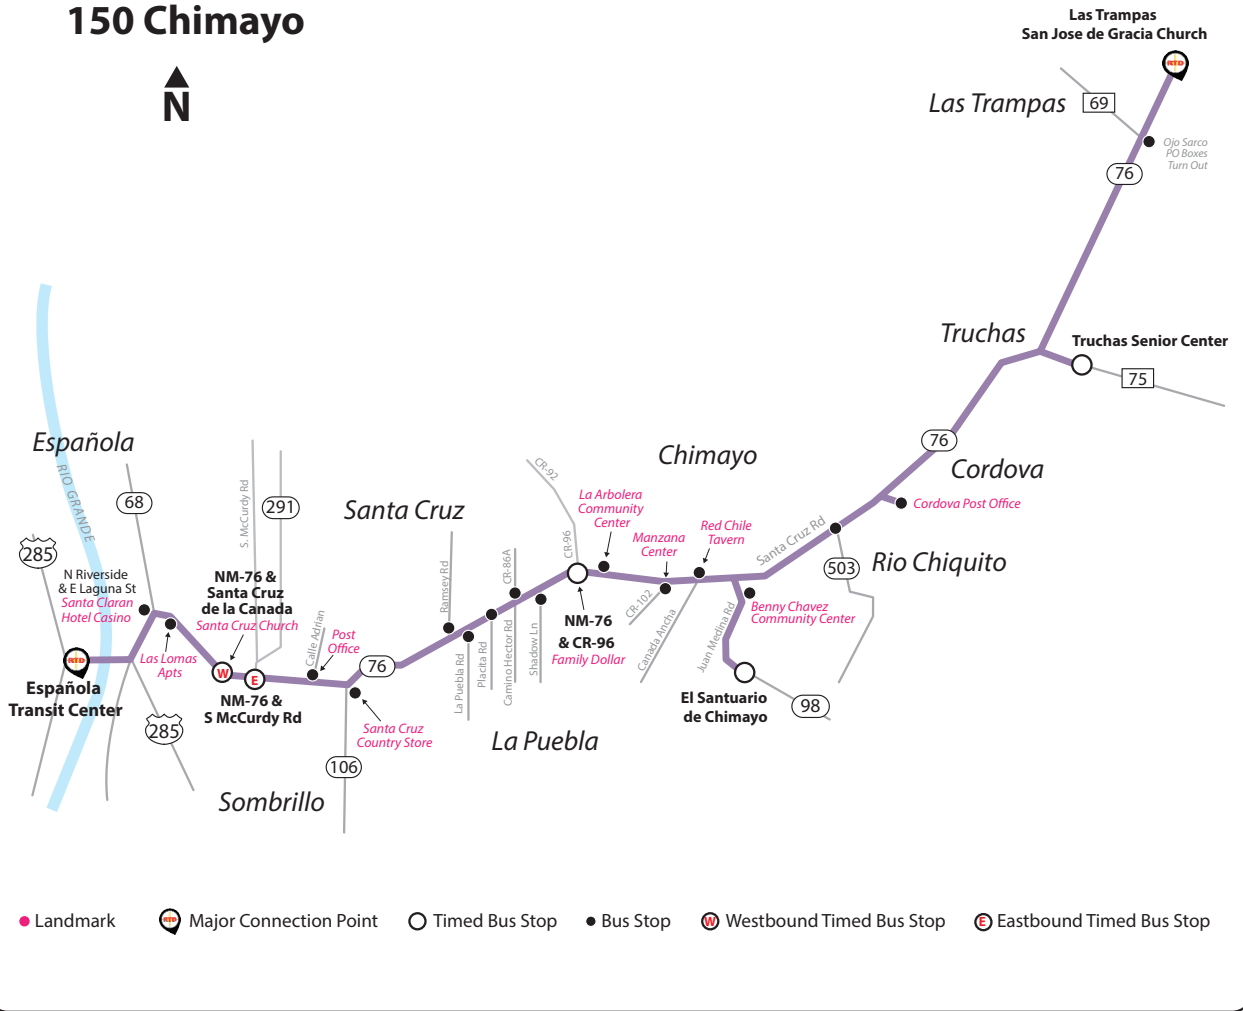 150 Chimayo
N
Las Trampas
San Jose de Gracia Church
RTD
Las Trampas
69
Ojo Sarco
PO Boxes
Turn Out
76
Truchas
Truchas Senior Center
75
76
Cordova
Cordova Post Office
Chimayo
Santa Cruz Rd
503
Rio Chiquito
Española
RIO GRANDE
68
285
N Riverside
& E Laguna St
Santa Claran
Hotel Casino
RTD
Española
Transit Center
Las Lomas
Apts
285
S. McCurdy Rd
291
NM-76 &
Santa Cruz
de la Canada
Santa Cruz Church
W
E
NM-76 &
S McCurdy Rd
Calle Adrian
Post
Office
Santa Cruz
Country Store
106
Sombrillo
Santa Cruz
76
Ramsey Rd
La Puebla Rd
Placita Rd
CR-86A
Camino Hector Rd
Shadow Ln
La Puebla
CR-92
CR-96
NM-76
& CR-96
Family Dollar
La Arbolera
Community
Center
Manzana
Center
Red Chile
Tavern
CR-102
Canada Ancha
Juan Medina Rd
Benny Chavez
Community Center
El Santuario
de Chimayo
98
Landmark
RTD
Major Connection Point
Timed Bus Stop
Bus Stop
W
Westbound Timed Bus Stop
E
Eastbound Timed Bus Stop